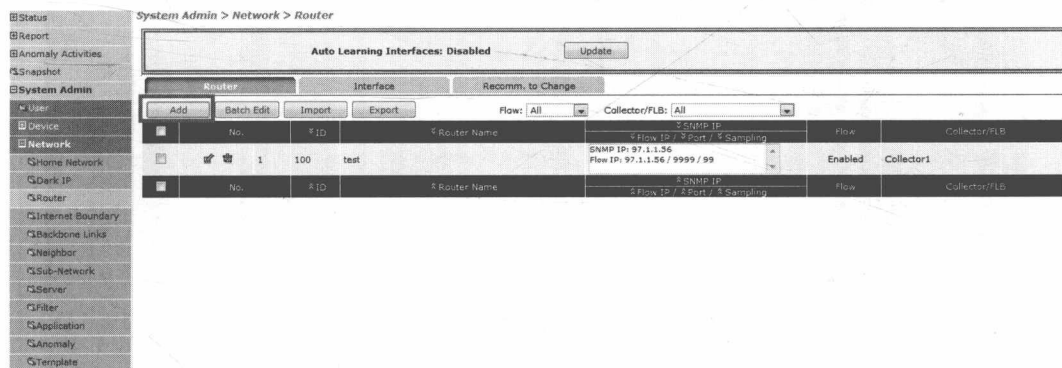 System Admin > Network > Router
Status
Report
Anomaly Activities
Snapshot
System Admin
User
Device
Network
Home Network
Dark IP
Router
Internet Boundary
Backbone Links
Neighbor
Sub-Network
Server
Filter
Application
Anomaly
Template
Auto Learning Interfaces: Disabled
Update
Router Interface Recomm. to Change
Add Batch Edit Import Export Flow: All Collector/FLB: All
No. ID Router Name SNMP IP Flow Collector/FLB
Flow IP / Port / Sampling
1 100 test SNMP IP: 97.1.1.56 Enabled Collector1
Flow IP: 97.1.1.56 / 9999 / 99
No. ID Router Name SNMP IP Flow Collector/FLB
Flow IP / Port / Sampling